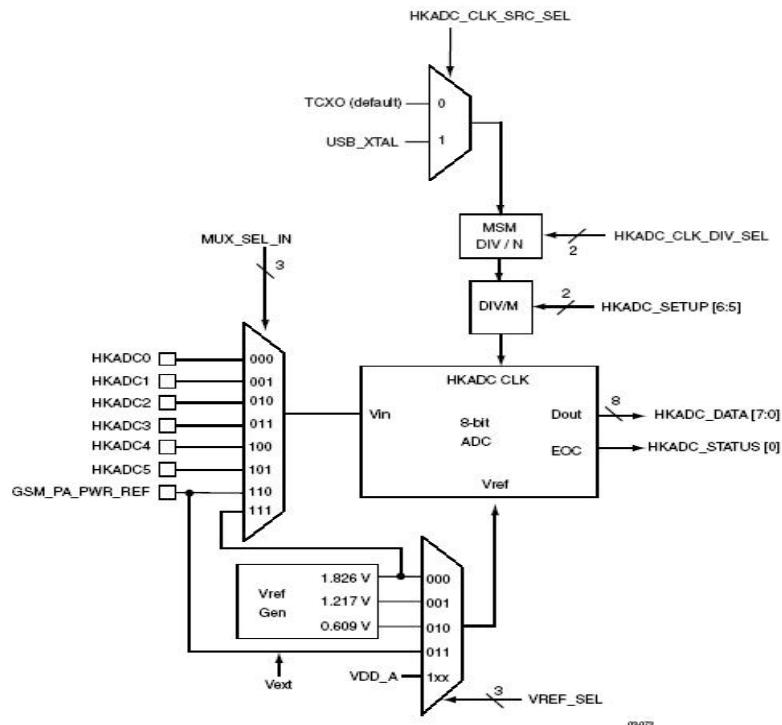 HKADC_CLK_SRC_SEL
TCXO (default)
0
USB_XTAL
1
MSM
DIV / N
2
HKADC_CLK_DIV_SEL
MUX_SEL_IN
3
DIV/M
2
HKADC_SETUP [6:5]
HKADC0
000
HKADC1
001
HKADC2
010
HKADC3
011
HKADC4
100
HKADC5
101
GSM_PA_PWR_REF
110
111
HKADC CLK
Vin
8-bit
ADC
Dout
EOC
Vref
8
HKADC_DATA [7:0]
HKADC_STATUS [0]
Vref
Gen
1.826 V
000
1.217 V
001
0.609 V
010
011
VDD_A
1xx
Vext
3
VREF_SEL